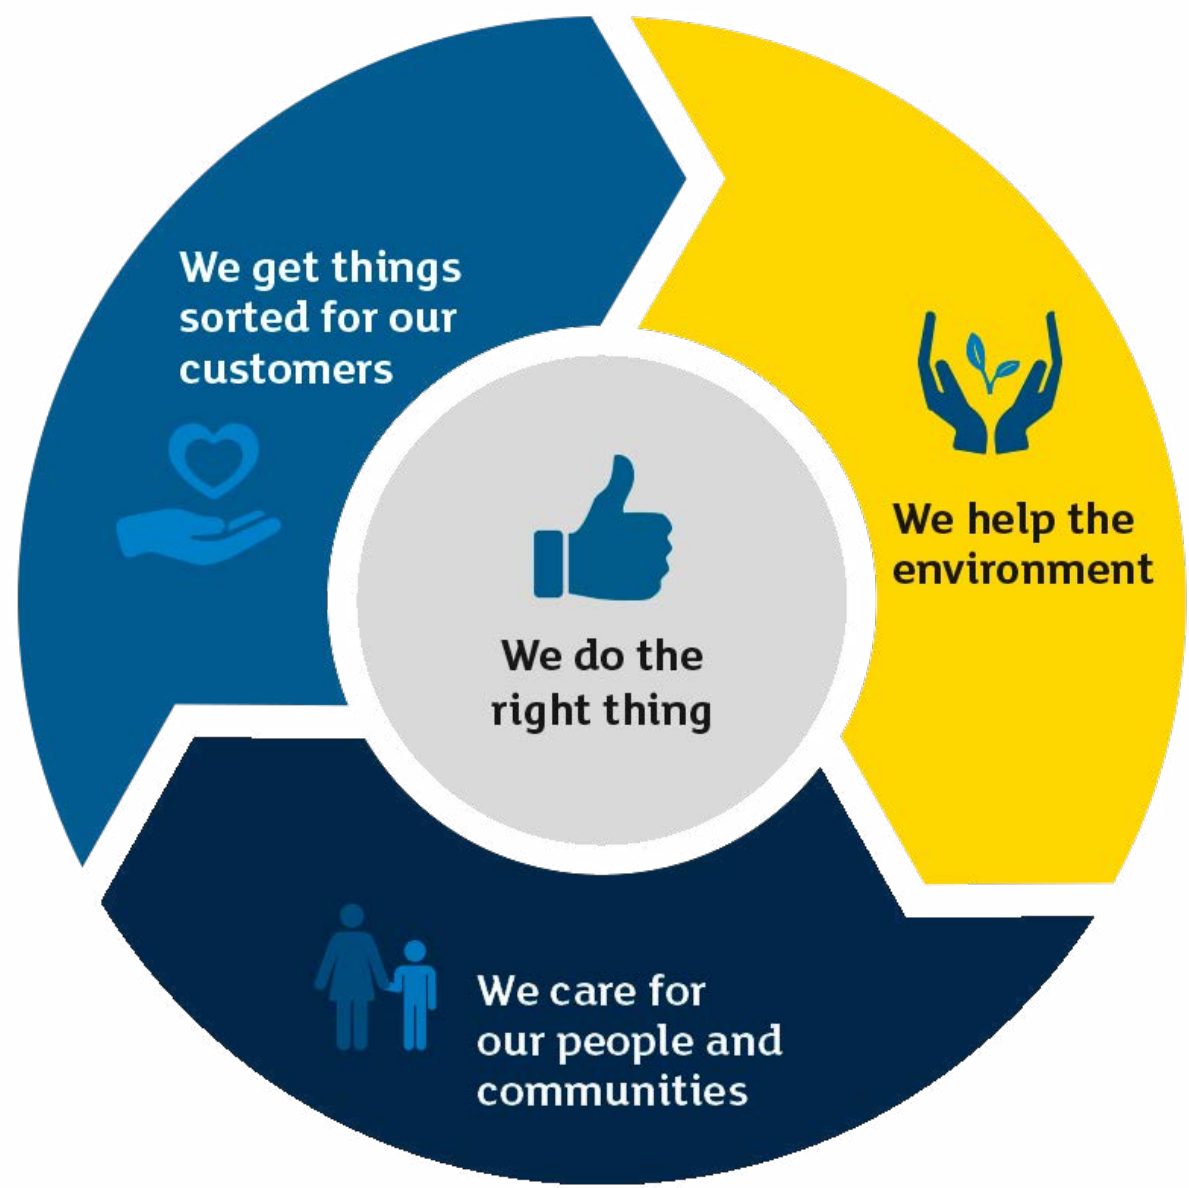 We get things
sorted for our
customers
We help the
environment
We do the
right thing
We care for
our people and
communities